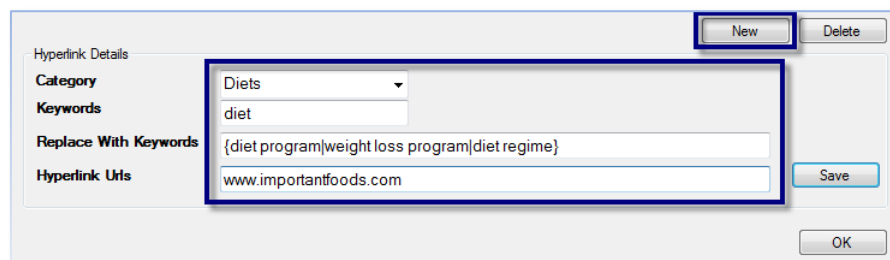 New Delete
Hyperlink Details
Category Diets
Keywords diet
Replace With Keywords {diet program|weight loss program|diet regime}
Hyperlink Urls www.importantfoods.com Save
OK